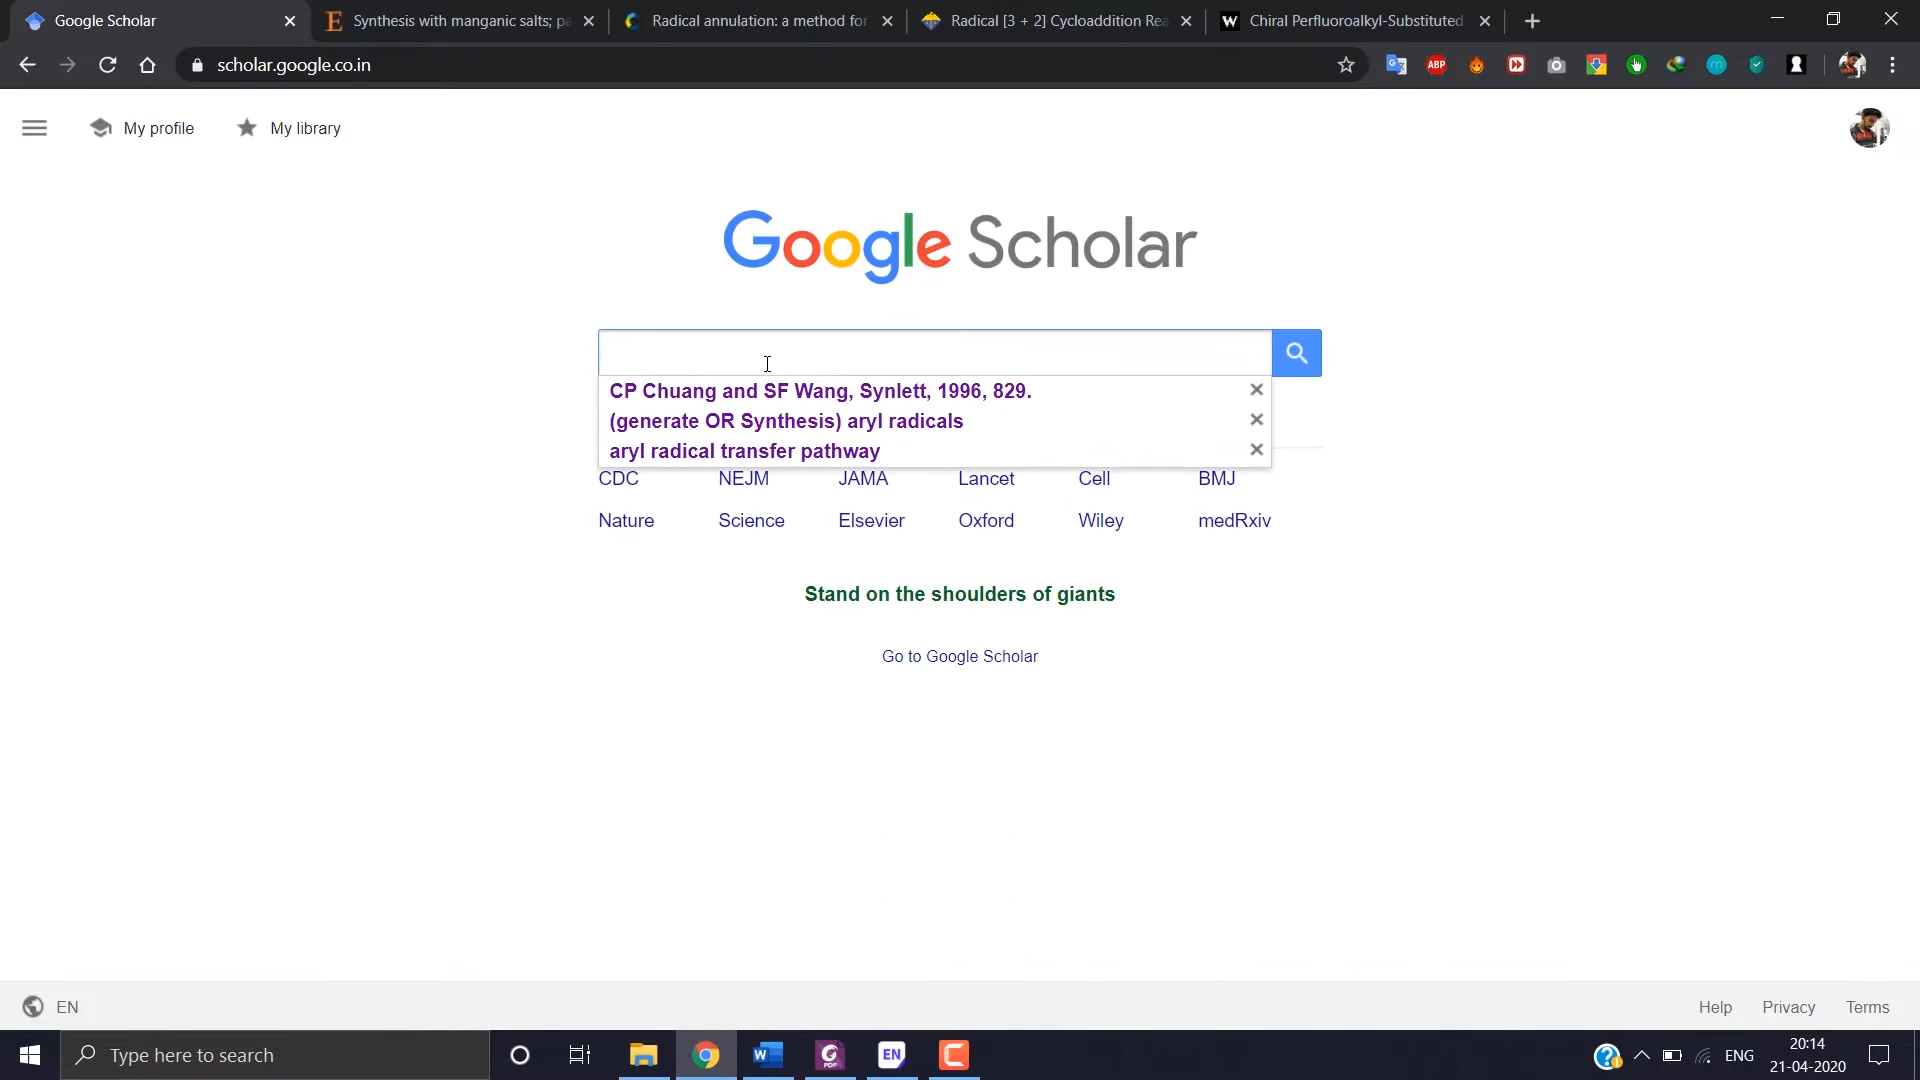 Google Scholar
Synthesis with manganic salts; pa
Radical annulation: a method for
Radical [3 + 2] Cycloaddition Rea
W
Chiral Perfluoroalkyl-Substituted
scholar.google.co.in
ABP
My profile
My library
Google Scholar
CP Chuang and SF Wang, Synlett, 1996, 829.
(generate OR Synthesis) aryl radicals
aryl radical transfer pathway
CDC NEJM JAMA Lancet Cell BMJ
Nature Science Elsevier Oxford Wiley medRxiv
Stand on the shoulders of giants
Go to Google Scholar
EN
Help Privacy Terms
Type here to search
W
PDF
EN
ENG
20:14
21-04-2020